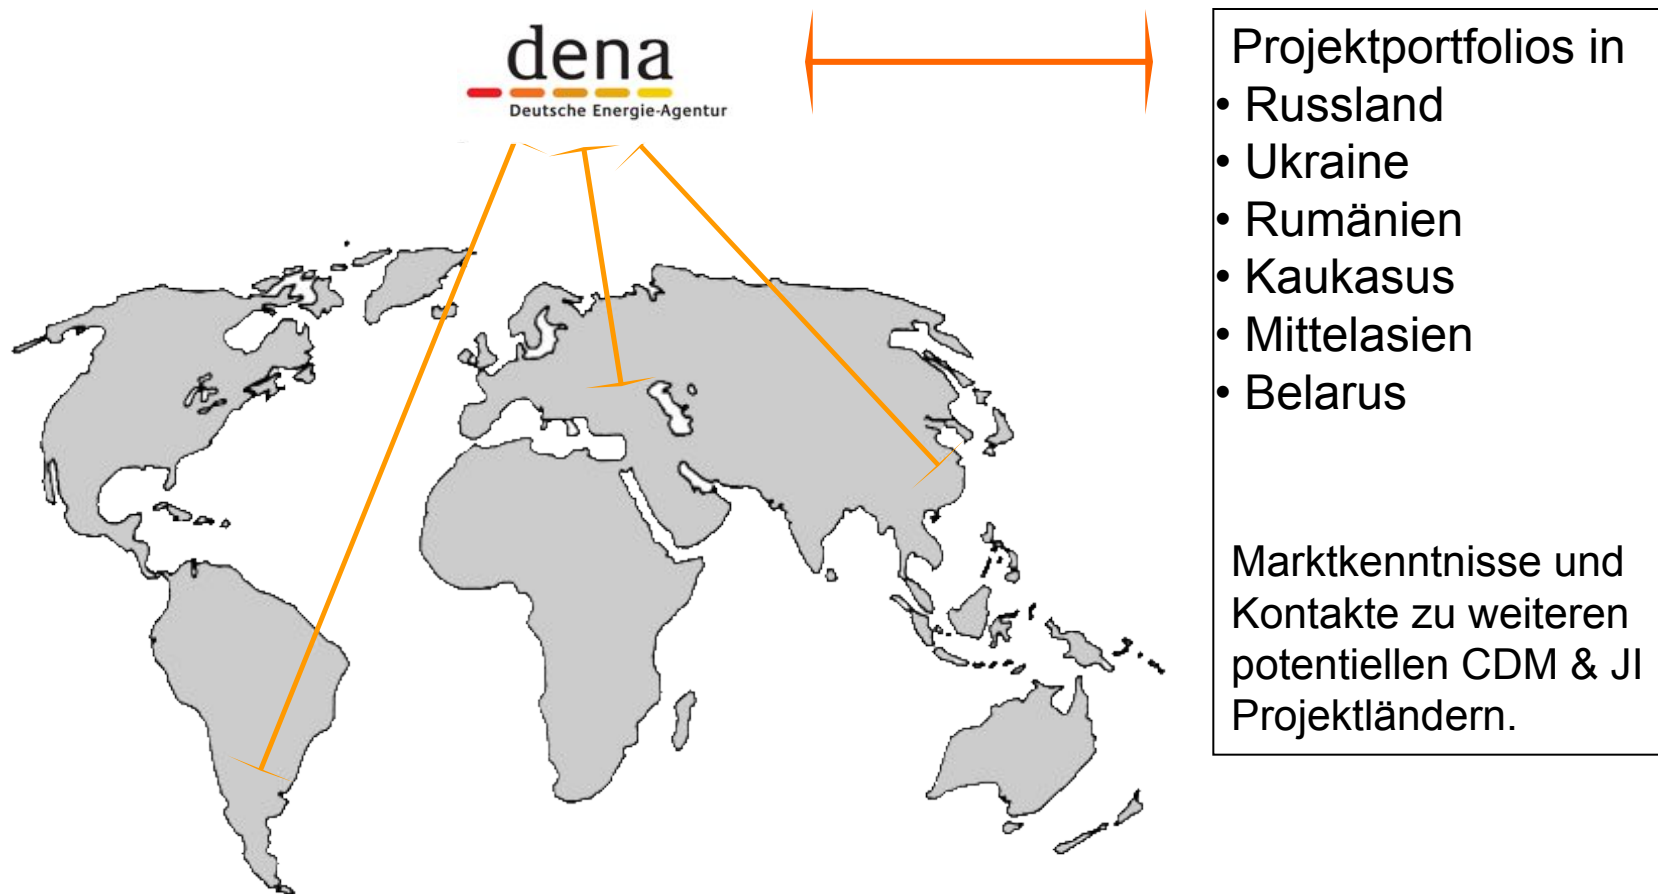 dena
Deutsche Energie-Agentur
Projektportfolios in
• Russland
• Ukraine
• Rumänien
• Kaukasus
• Mittelasien
• Belarus
Marktkenntnisse und
Kontakte zu weiteren
potentiellen CDM & JI
Projektländern.